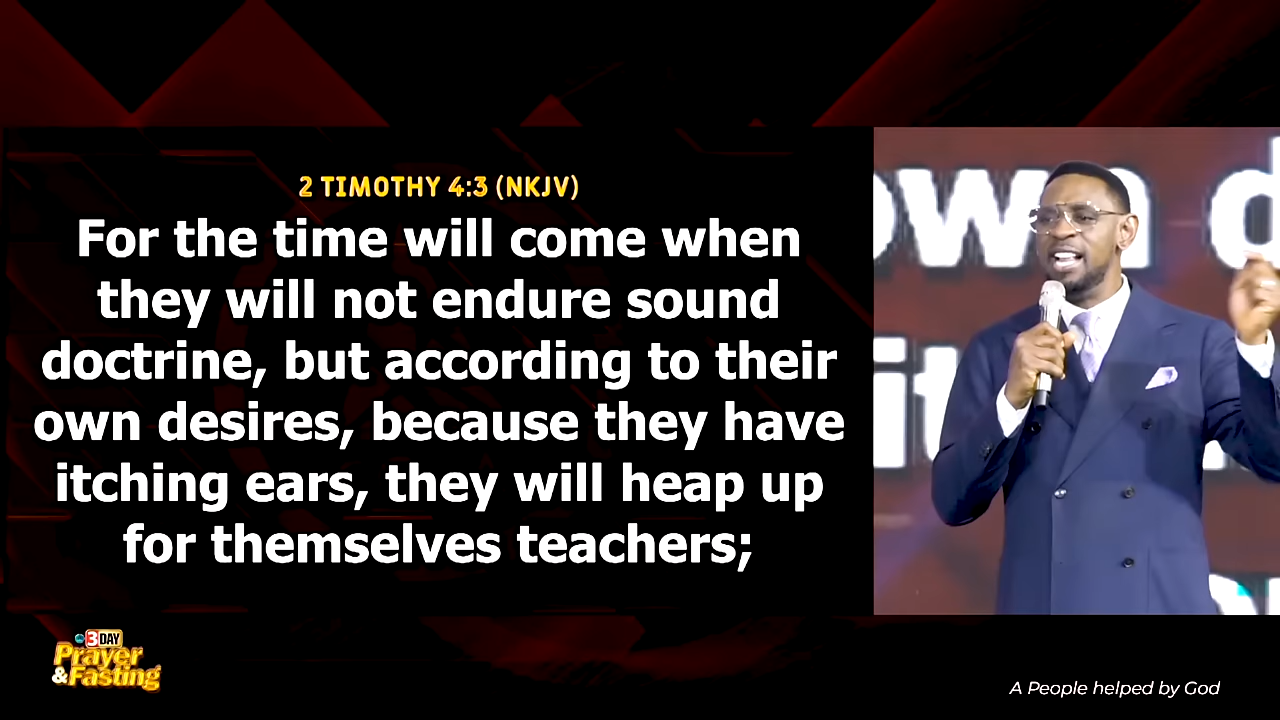 2 TIMOTHY 4:3 (NKJV)
For the time will come when
they will not endure sound
doctrine, but according to their
own desires, because they have
itching ears, they will heap up
for themselves teachers;
own d
it
3 DAY
Prayer
& Fasting
A People helped by God